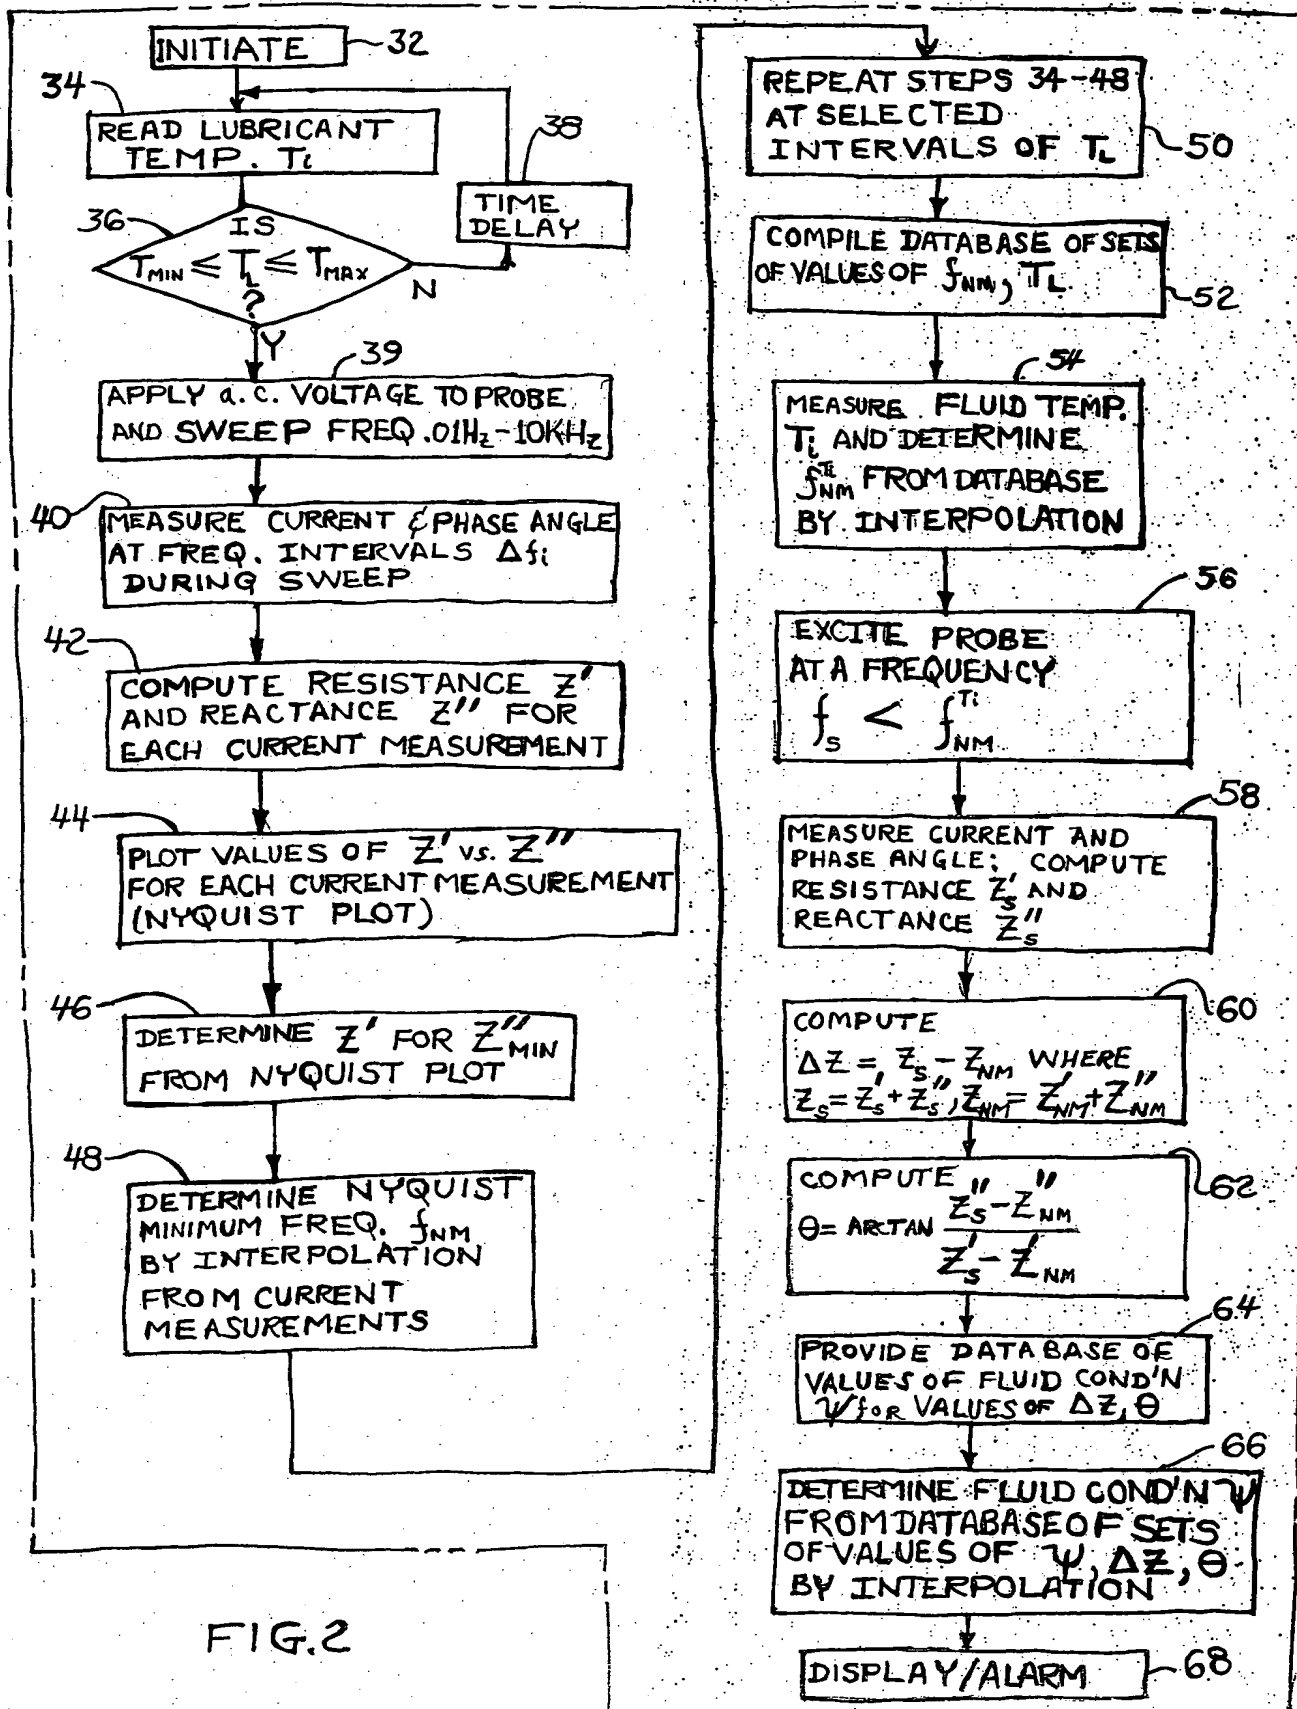 INITIATE
32
34
READ LUBRICANT
TEMP. Ti
38
TIME
DELAY
36
IS
TMIN ≤ TL ≤ TMAX
?
N
Y
39
APPLY a.c. VOLTAGE TO PROBE
AND SWEEP FREQ .01Hz-10KHz
40
MEASURE CURRENT & PHASE ANGLE
AT FREQ. INTERVALS Δfi
DURING SWEEP
42
COMPUTE RESISTANCE Z'
AND REACTANCE Z'' FOR
EACH CURRENT MEASUREMENT
44
PLOT VALUES OF Z' vs. Z''
FOR EACH CURRENT MEASUREMENT
(NYQUIST PLOT)
46
DETERMINE Z' FOR Z''MIN
FROM NYQUIST PLOT
48
DETERMINE NYQUIST
MINIMUM FREQ. fNM
BY INTERPOLATION
FROM CURRENT
MEASUREMENTS
REPEAT STEPS 34-48
AT SELECTED
INTERVALS OF TL
50
COMPILE DATABASE OF SETS
OF VALUES OF fNM, TL
52
54
MEASURE FLUID TEMP.
Ti AND DETERMINE
fNM^Ti FROM DATABASE
BY INTERPOLATION
56
EXCITE PROBE
AT A FREQUENCY
fs < fNM^Ti
58
MEASURE CURRENT AND
PHASE ANGLE; COMPUTE
RESISTANCE Zs' AND
REACTANCE Zs''
60
COMPUTE
ΔZ = Zs - ZNM WHERE
Zs = Zs' + Zs'', ZNM = Z'NM + Z''NM
62
COMPUTE
Zs'' - Z''NM
θ = ARCTAN
Zs' - Z'NM
64
PROVIDE DATABASE OF
VALUES OF FLUID COND'N
Ψ for VALUES OF ΔZ, θ
66
DETERMINE FLUID COND'N Ψ
FROM DATABASE OF SETS
OF VALUES OF Ψ, ΔZ, θ
BY INTERPOLATION
DISPLAY/ALARM
68
FIG.2